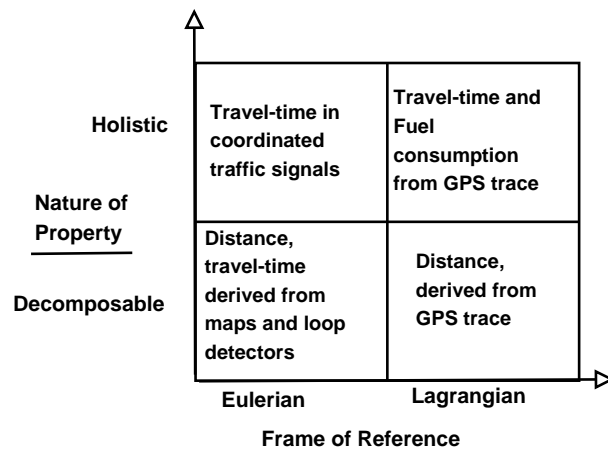 Holistic
Travel-time in
coordinated
traffic signals
Travel-time and
Fuel
consumption
from GPS trace
Nature of
Property
Decomposable
Distance,
travel-time
derived from
maps and loop
detectors
Distance,
derived from
GPS trace
Eulerian
Lagrangian
Frame of Reference